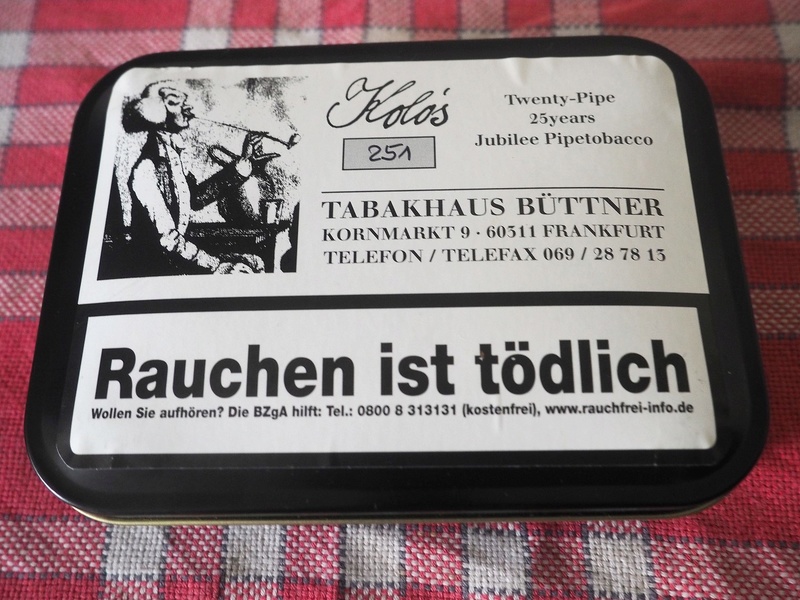 Kolo's
251
Twenty-Pipe
25years
Jubilee Pipetobacco
TABAKHAUS BÜTTNER
KORNMARKT 9 · 60311 FRANKFURT
TELEFON / TELEFAX 069 / 28 78 13
Rauchen ist tödlich
Wollen Sie aufhören? Die BZgA hilft: Tel.: 0800 8 313131 (kostenfrei), www.rauchfrei-info.de